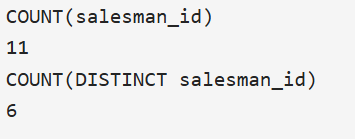 COUNT(salesman_id)
11
COUNT(DISTINCT salesman_id)
6